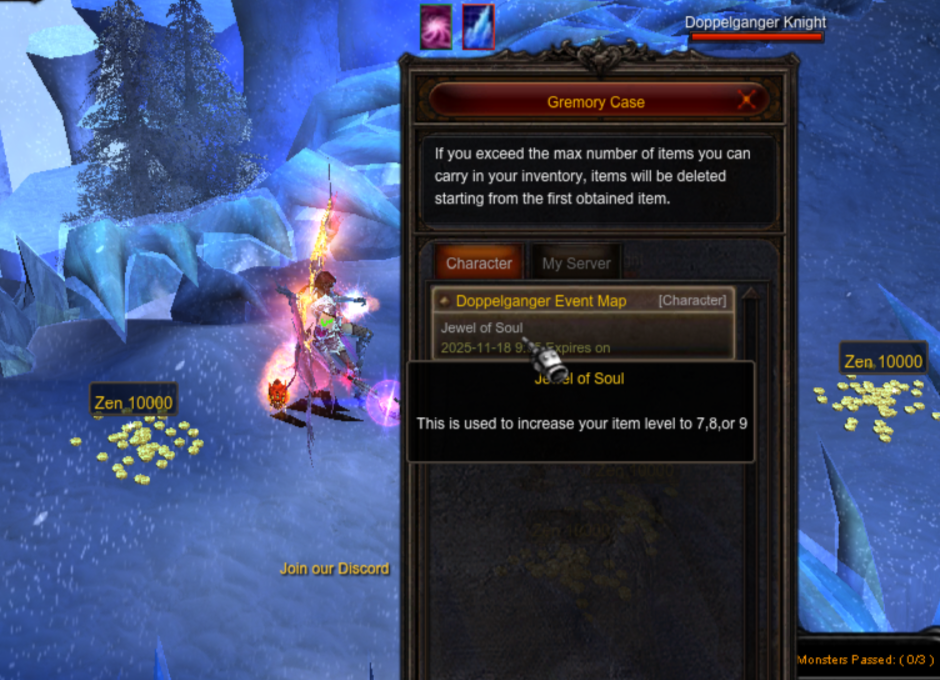 Doppelganger Knight
Gremory Case
If you exceed the max number of items you can
carry in your inventory, items will be deleted
starting from the first obtained item.
Character
My Server
Doppelganger Event Map
[Character]
Jewel of Soul
2025-11-18 9: Expires on
Jewel of Soul
This is used to increase your item level to 7,8,or 9
Zen 10000
Zen 10000
Join our Discord
Monsters Passed: ( 0/3 )